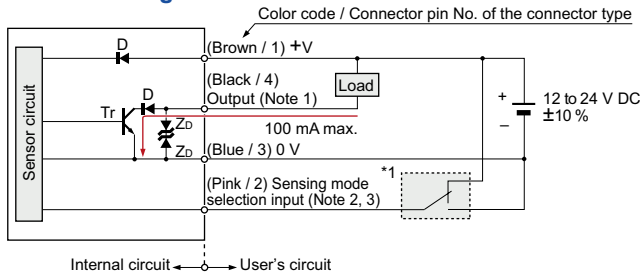 Color code / Connector pin No. of the connector type
D
(Brown / 1) +V
(Black / 4)
Output (Note 1)
Load
D
Tr
ZD
100 mA max.
+
12 to 24 V DC
±10 %
–
ZD
(Blue / 3) 0 V
Sensor circuit
*1
(Pink / 2) Sensing mode
selection input (Note 2, 3)
Internal circuit
User's circuit